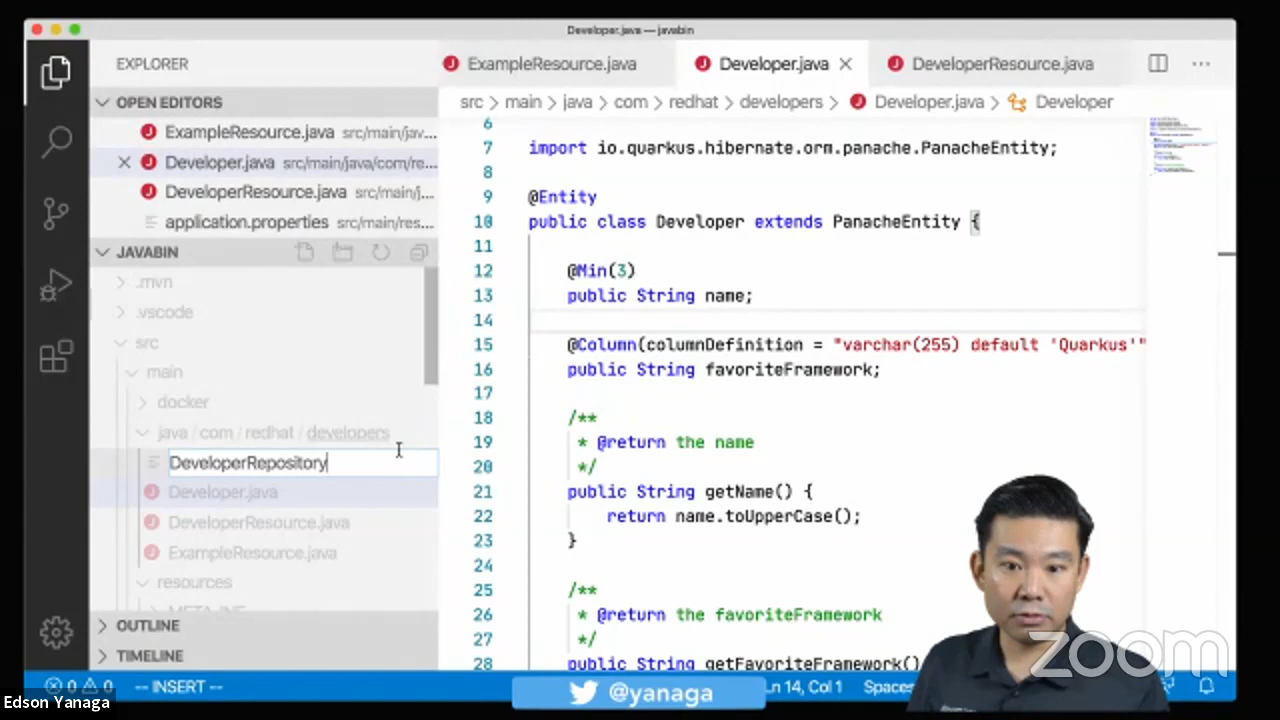 Developer.java — javabin
EXPLORER
ExampleResource.java
Developer.java
DeveloperResource.java
OPEN EDITORS
src > main > java > com > redhat > developers > Developer.java > Developer
ExampleResource.java src/main/jav...
Developer.java src/main/java/com/re...
DeveloperResource.java src/main/j...
application.properties src/main/res...
JAVABIN
.mvn
.vscode
src
main
docker
java / com / redhat / developers
DeveloperRepository
Developer.java
DeveloperResource.java
ExampleResource.java
resources
META-INF
OUTLINE
TIMELINE
6
7 import io.quarkus.hibernate.orm.panache.PanacheEntity;
8
9 @Entity
10 public class Developer extends PanacheEntity {
11
12 @Min(3)
13 public String name;
14
15 @Column(columnDefinition = "varchar(255) default 'Quarkus'"
16 public String favoriteFramework;
17
18 /**
19 * @return the name
20 */
21 public String getName() {
22 return name.toUpperCase();
23 }
24
25 /**
26 * @return the favoriteFramework
27 */
28 public String getFavoriteFramework()
0 0 -- INSERT --
@yanaga
Ln 14, Col 1 Spaces
zoom
Edson Yanaga